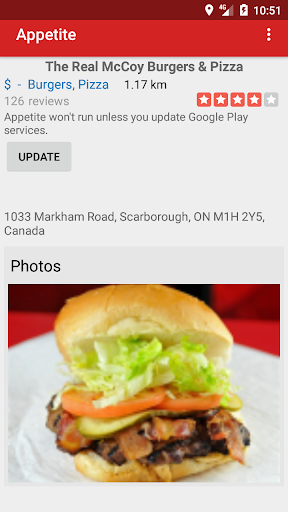 4G 10:51
Appetite
The Real McCoy Burgers & Pizza
$ - Burgers, Pizza 1.17 km
126 reviews
Appetite won't run unless you update Google Play
services.
UPDATE
1033 Markham Road, Scarborough, ON M1H 2Y5,
Canada
Photos